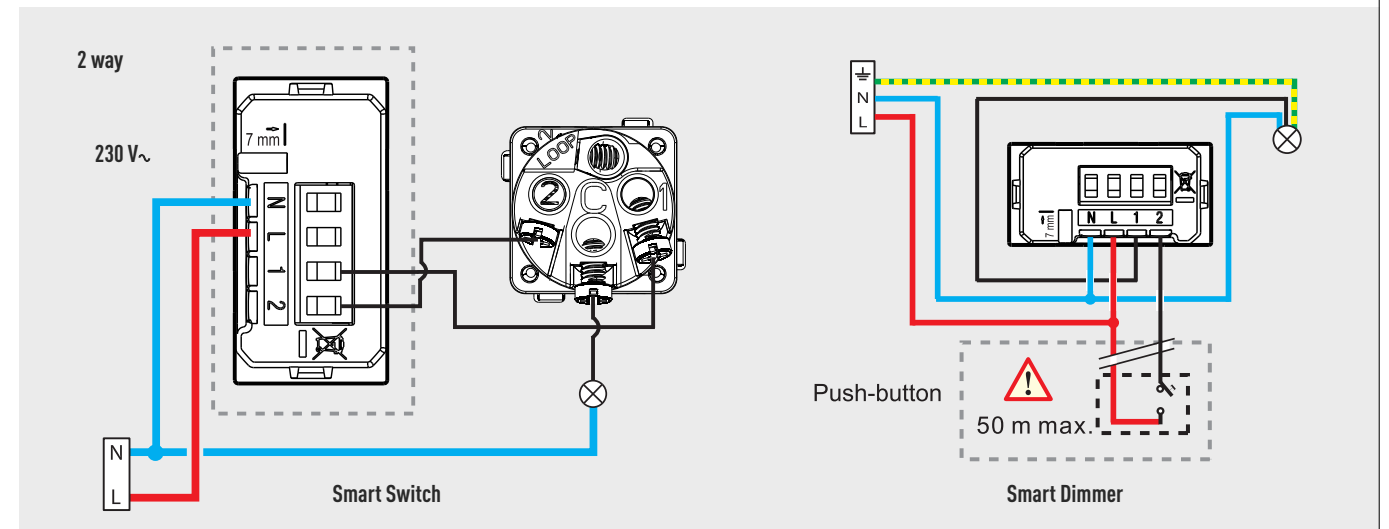 2 way
230 V~
7 mm
N
L
1
2
2
LOOP
2
C
1
N
L
Smart Switch
N
L
7 mm
N L 1 2
Push-button
50 m max.
Smart Dimmer